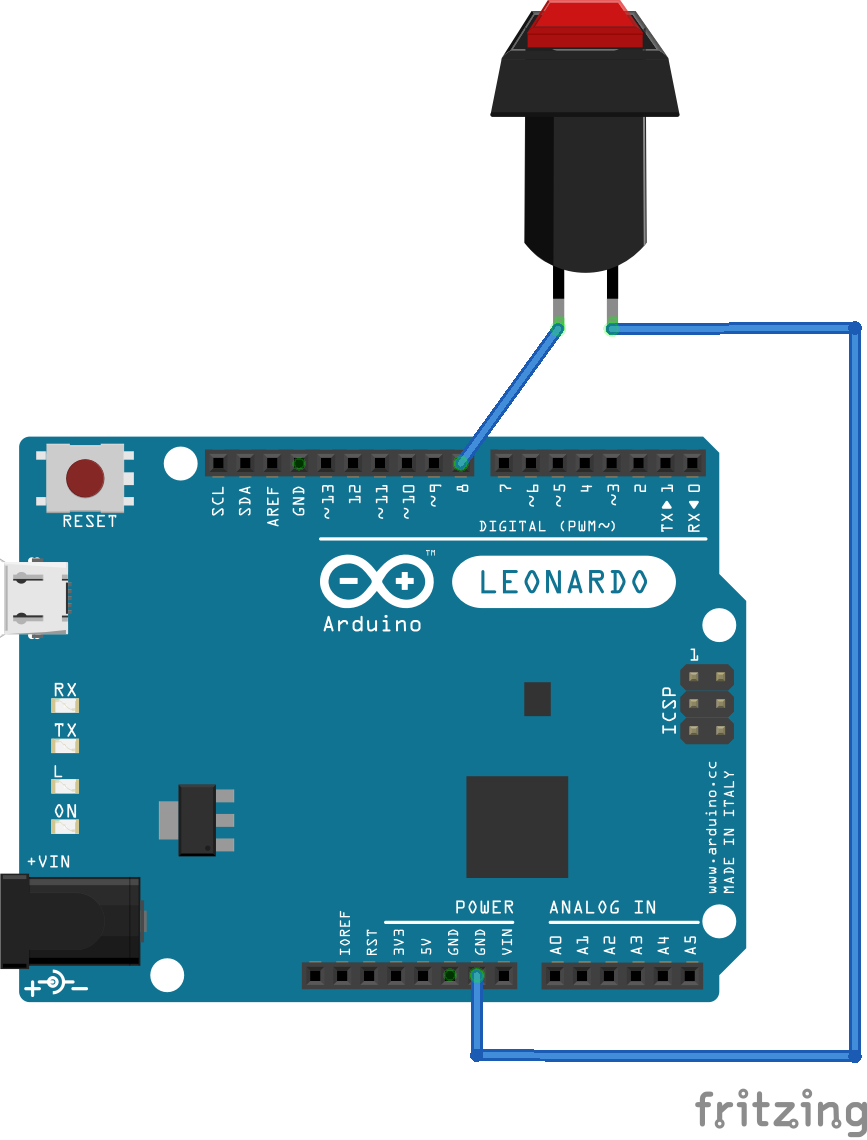 SCL
SDA
AREF
GND
~13
12
~11
~10
~9
8
7
~6
~5
4
~3
2
TX▶ 1
RX◀ 0
RESET
DIGITAL (PWM~)
TM
LEONARDO
Arduino
1
ICSP
RX
TX
L
ON
www.arduino.cc
MADE IN ITALY
+VIN
POWER
ANALOG IN
IOREF
RST
3V3
5V
GND
GND
VIN
A0
A1
A2
A3
A4
A5
fritzing